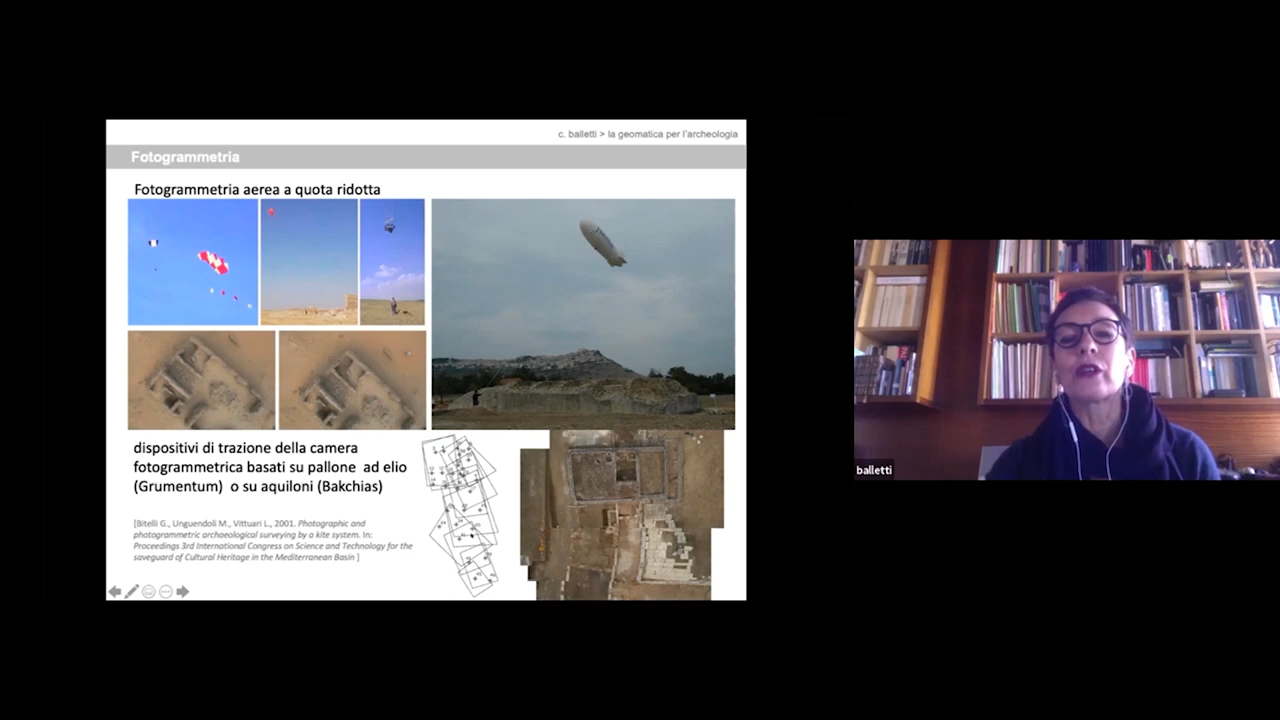 c. balletti > la geomatica per l'archeologia
Fotogrammetria
Fotogrammetria aerea a quota ridotta
dispositivi di trazione della camera
fotogrammetrica basati su pallone ad elio
(Grumentum) o su aquiloni (Bakchias)
[Bitelli G., Unguendoli M., Vittuari L., 2001. Photographic and
photogrammetric archaeological surveying by a kite system. In:
Proceedings 3rd International Congress on Science and Technology for the
saveguard of Cultural Heritage in the Mediterranean Basin ]
balletti